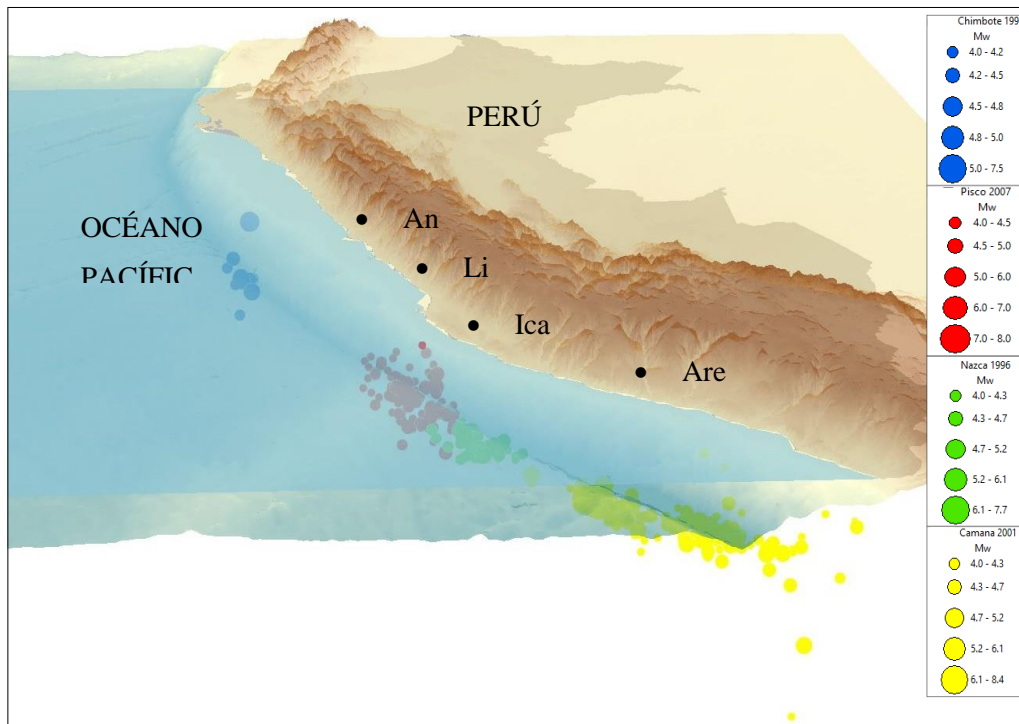 PERÚ
OCÉANO
PACÍFIC
An
Li
Ica
Are
Chimbote 199
Mw
4.0 - 4.2
4.2 - 4.5
4.5 - 4.8
4.8 - 5.0
5.0 - 7.5
Pisco 2007
Mw
4.0 - 4.5
4.5 - 5.0
5.0 - 6.0
6.0 - 7.0
7.0 - 8.0
Nazca 1996
Mw
4.0 - 4.3
4.3 - 4.7
4.7 - 5.2
5.2 - 6.1
6.1 - 7.7
Camana 2001
Mw
4.0 - 4.3
4.3 - 4.7
4.7 - 5.2
5.2 - 6.1
6.1 - 8.4